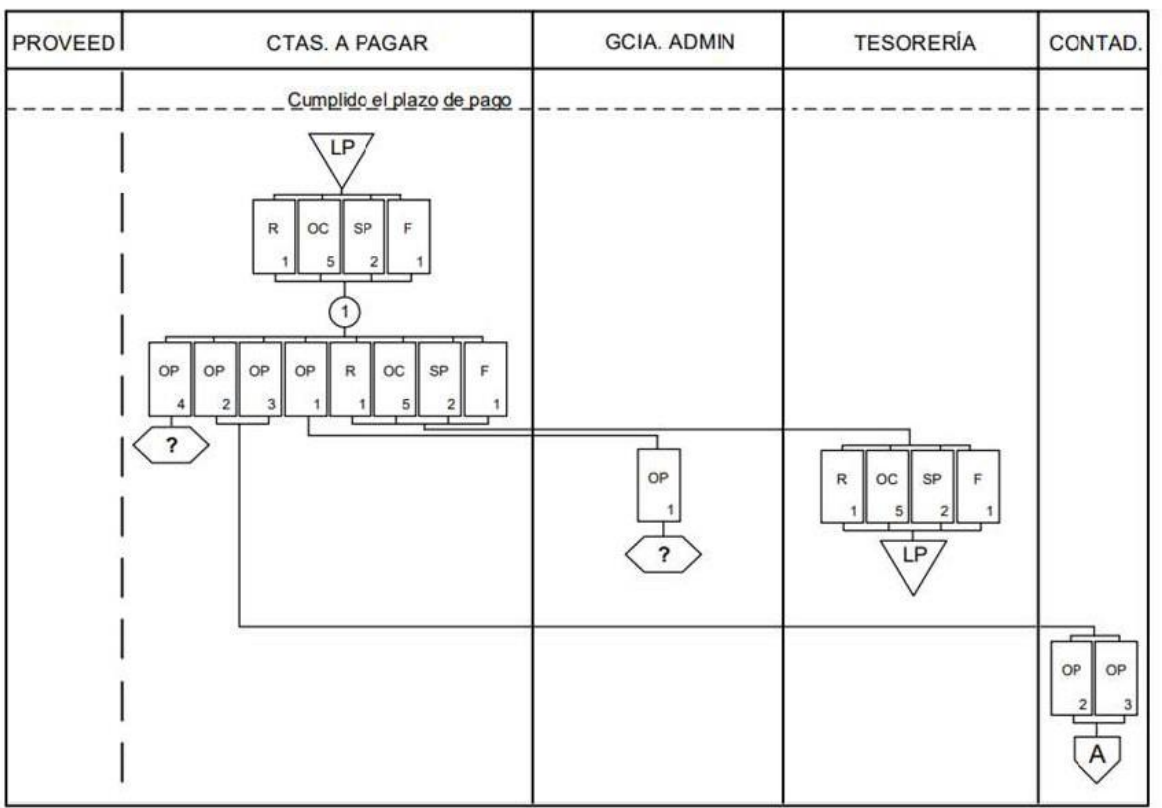 PROVEED CTAS. A PAGAR GCIA. ADMIN TESORERÍA CONTAD.
Cumplido el plazo de pago
LP
R OC SP F
1 5 2 1
1
OP OP OP OP R OC SP F
4 2 3 1 1 5 2 1
?
OP R OC SP F
1 1 5 2 1
? LP
OP OP
2 3
A